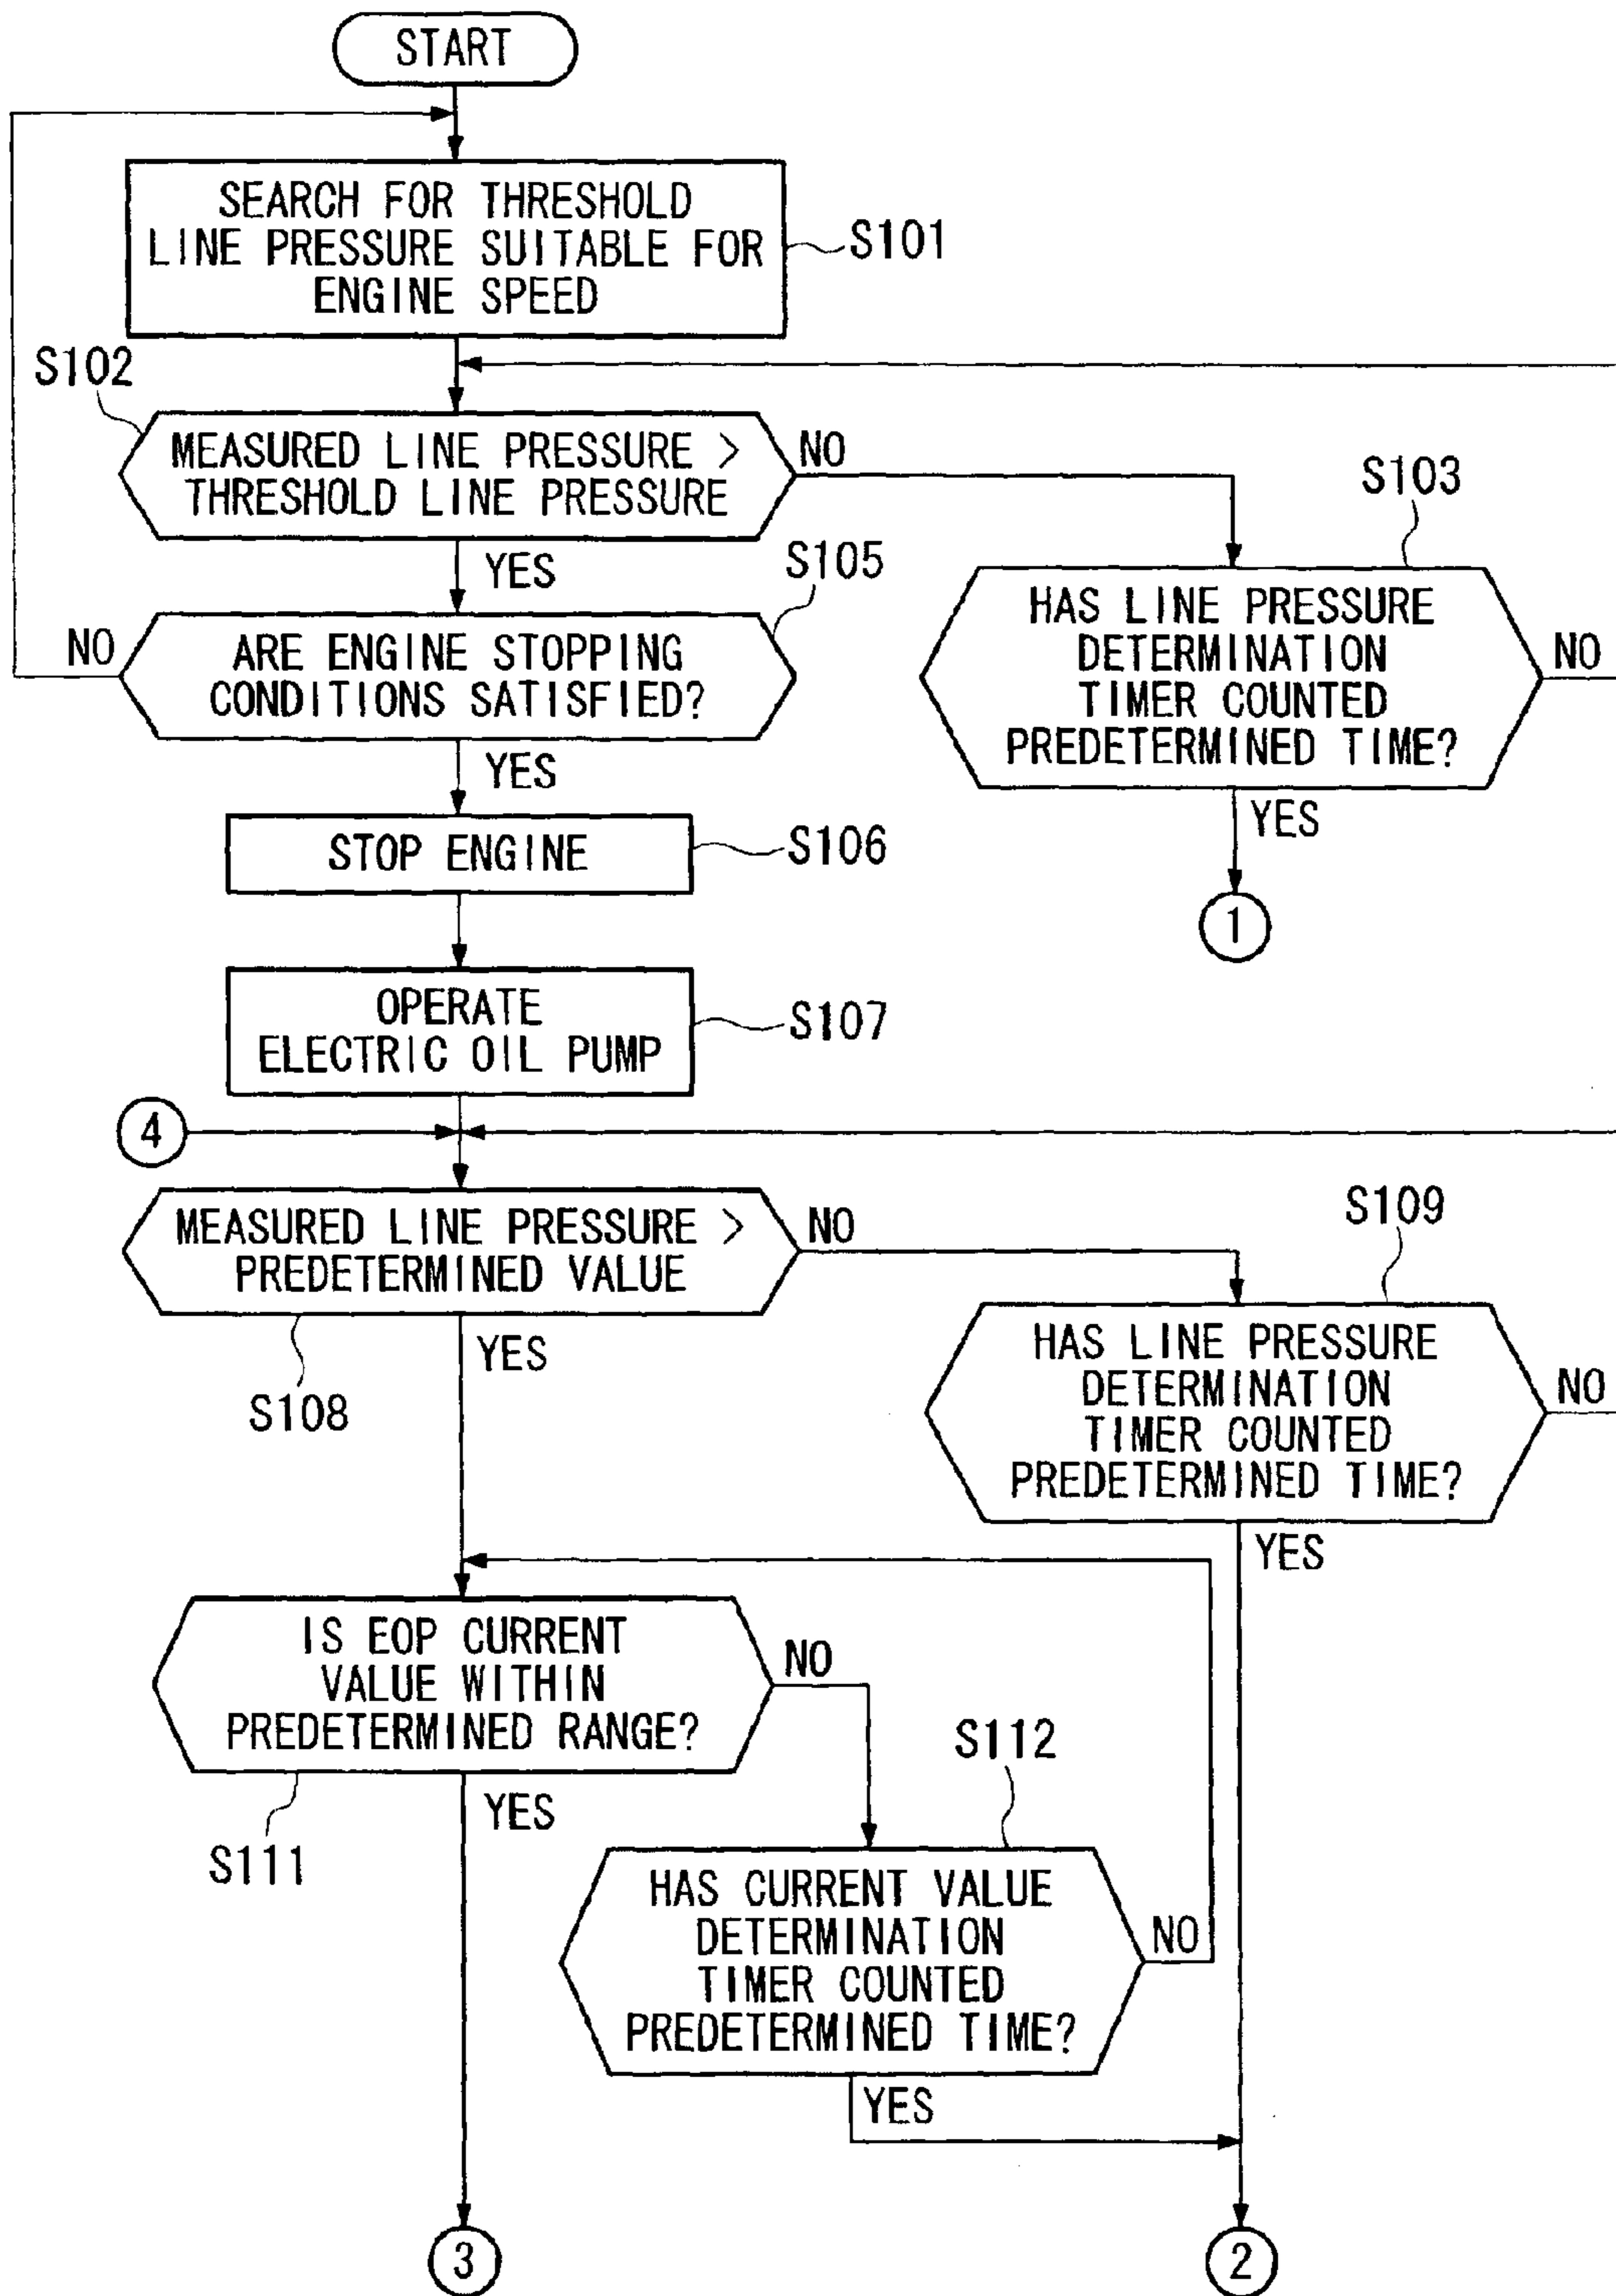 START
SEARCH FOR THRESHOLD
LINE PRESSURE SUITABLE FOR
ENGINE SPEED
S101
S102
MEASURED LINE PRESSURE >
THRESHOLD LINE PRESSURE
NO
YES
S103
HAS LINE PRESSURE
DETERMINATION
TIMER COUNTED
PREDETERMINED TIME?
NO
YES
1
S105
NO
ARE ENGINE STOPPING
CONDITIONS SATISFIED?
YES
STOP ENGINE
S106
OPERATE
ELECTRIC OIL PUMP
S107
4
MEASURED LINE PRESSURE >
PREDETERMINED VALUE
NO
YES
S108
S109
HAS LINE PRESSURE
DETERMINATION
TIMER COUNTED
PREDETERMINED TIME?
NO
YES
IS EOP CURRENT
VALUE WITHIN
PREDETERMINED RANGE?
NO
YES
S111
S112
HAS CURRENT VALUE
DETERMINATION
TIMER COUNTED
PREDETERMINED TIME?
NO
YES
3
2